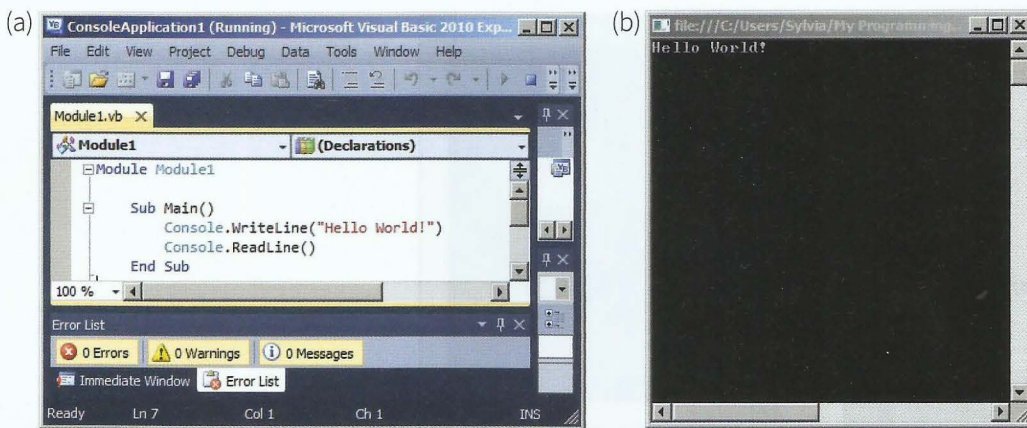 (a)
ConsoleApplication1 (Running) - Microsoft Visual Basic 2010 Exp...
File Edit View Project Debug Data Tools Window Help
Module1.vb
Module1 (Declarations)
Module Module1
Sub Main()
Console.WriteLine("Hello World!")
Console.ReadLine()
End Sub
100 %
Error List
0 Errors 0 Warnings 0 Messages
Immediate Window Error List
Ready Ln 7 Col 1 Ch 1 INS
(b)
file:///C:/Users/Sylvia/My Programming...
Hello World!